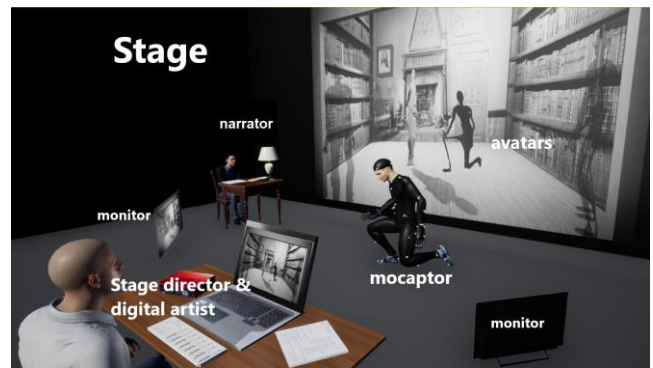 Stage
narrator
avatars
monitor
mocaptor
Stage director &
digital artist
monitor